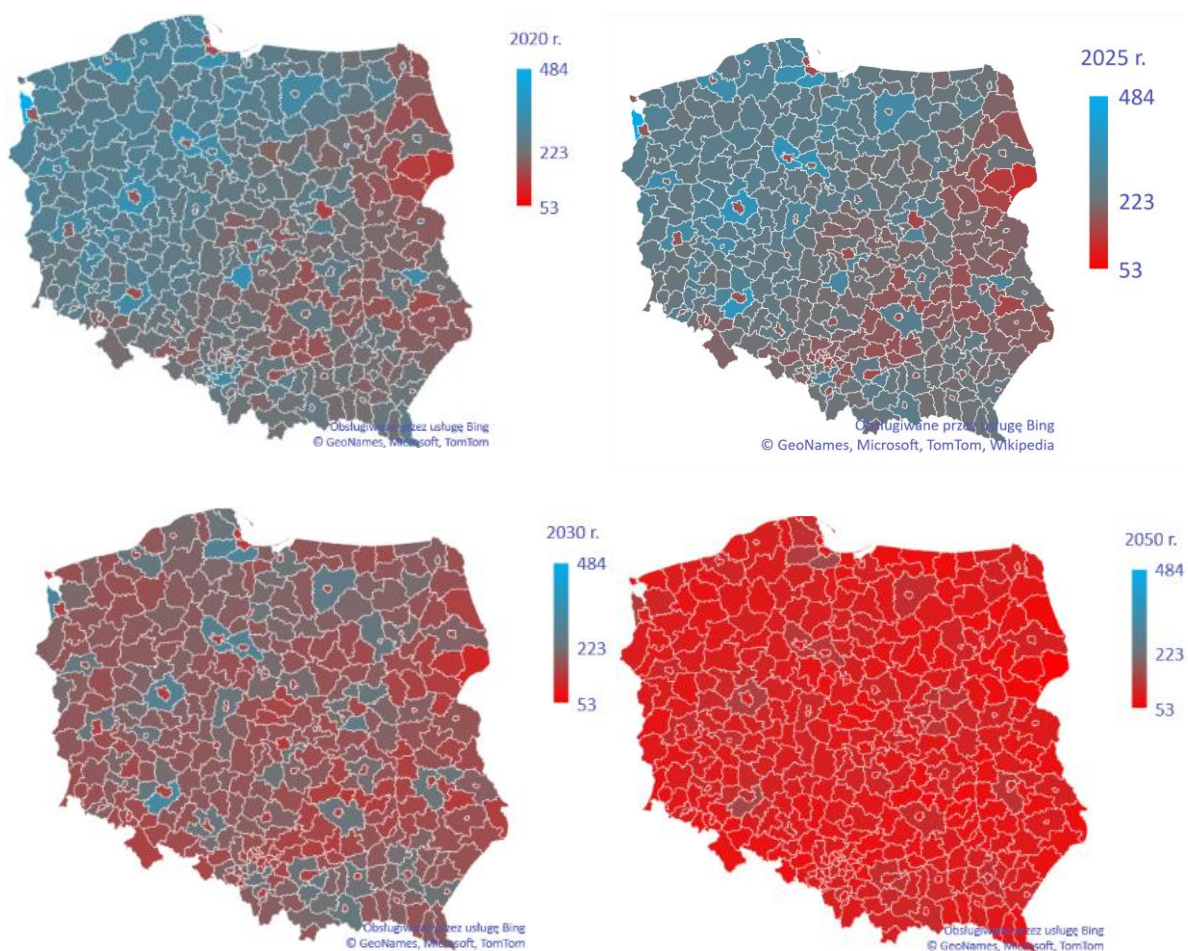 2020 r.
484
223
53
Obsługiwane przez usługę Bing
© GeoNames, Microsoft, TomTom
2025 r.
484
223
53
Obsługiwane przez usługę Bing
© GeoNames, Microsoft, TomTom, Wikipedia
2030 r.
484
223
53
Obsługiwane przez usługę Bing
© GeoNames, Microsoft, TomTom
2050 r.
484
223
53
Obsługiwane przez usługę Bing
© GeoNames, Microsoft, TomTom